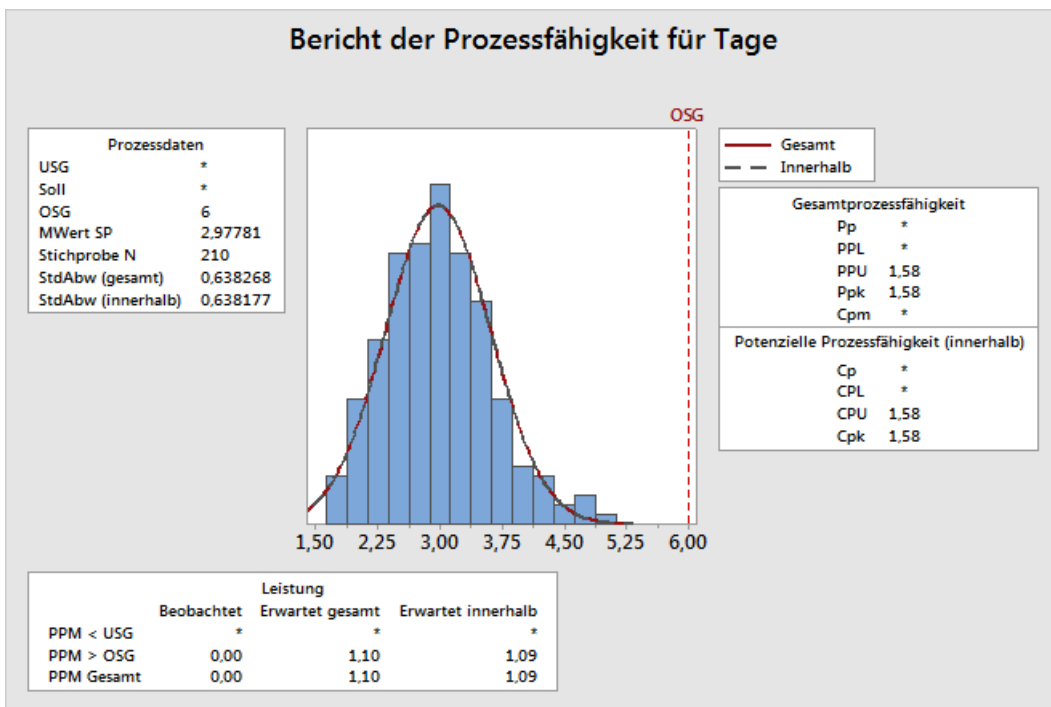 Bericht der Prozessfähigkeit für Tage
OSG
Prozessdaten
USG *
Soll *
OSG 6
MWert SP 2,97781
Stichprobe N 210
StdAbw (gesamt) 0,638268
StdAbw (innerhalb) 0,638177
Gesamt
Innerhalb
Gesamtprozessfähigkeit
Pp *
PPL *
PPU 1,58
Ppk 1,58
Cpm *
Potenzielle Prozessfähigkeit (innerhalb)
Cp *
CPL *
CPU 1,58
Cpk 1,58
1,50 2,25 3,00 3,75 4,50 5,25 6,00
Leistung
Beobachtet Erwartet gesamt Erwartet innerhalb
PPM < USG * * *
PPM > OSG 0,00 1,10 1,09
PPM Gesamt 0,00 1,10 1,09